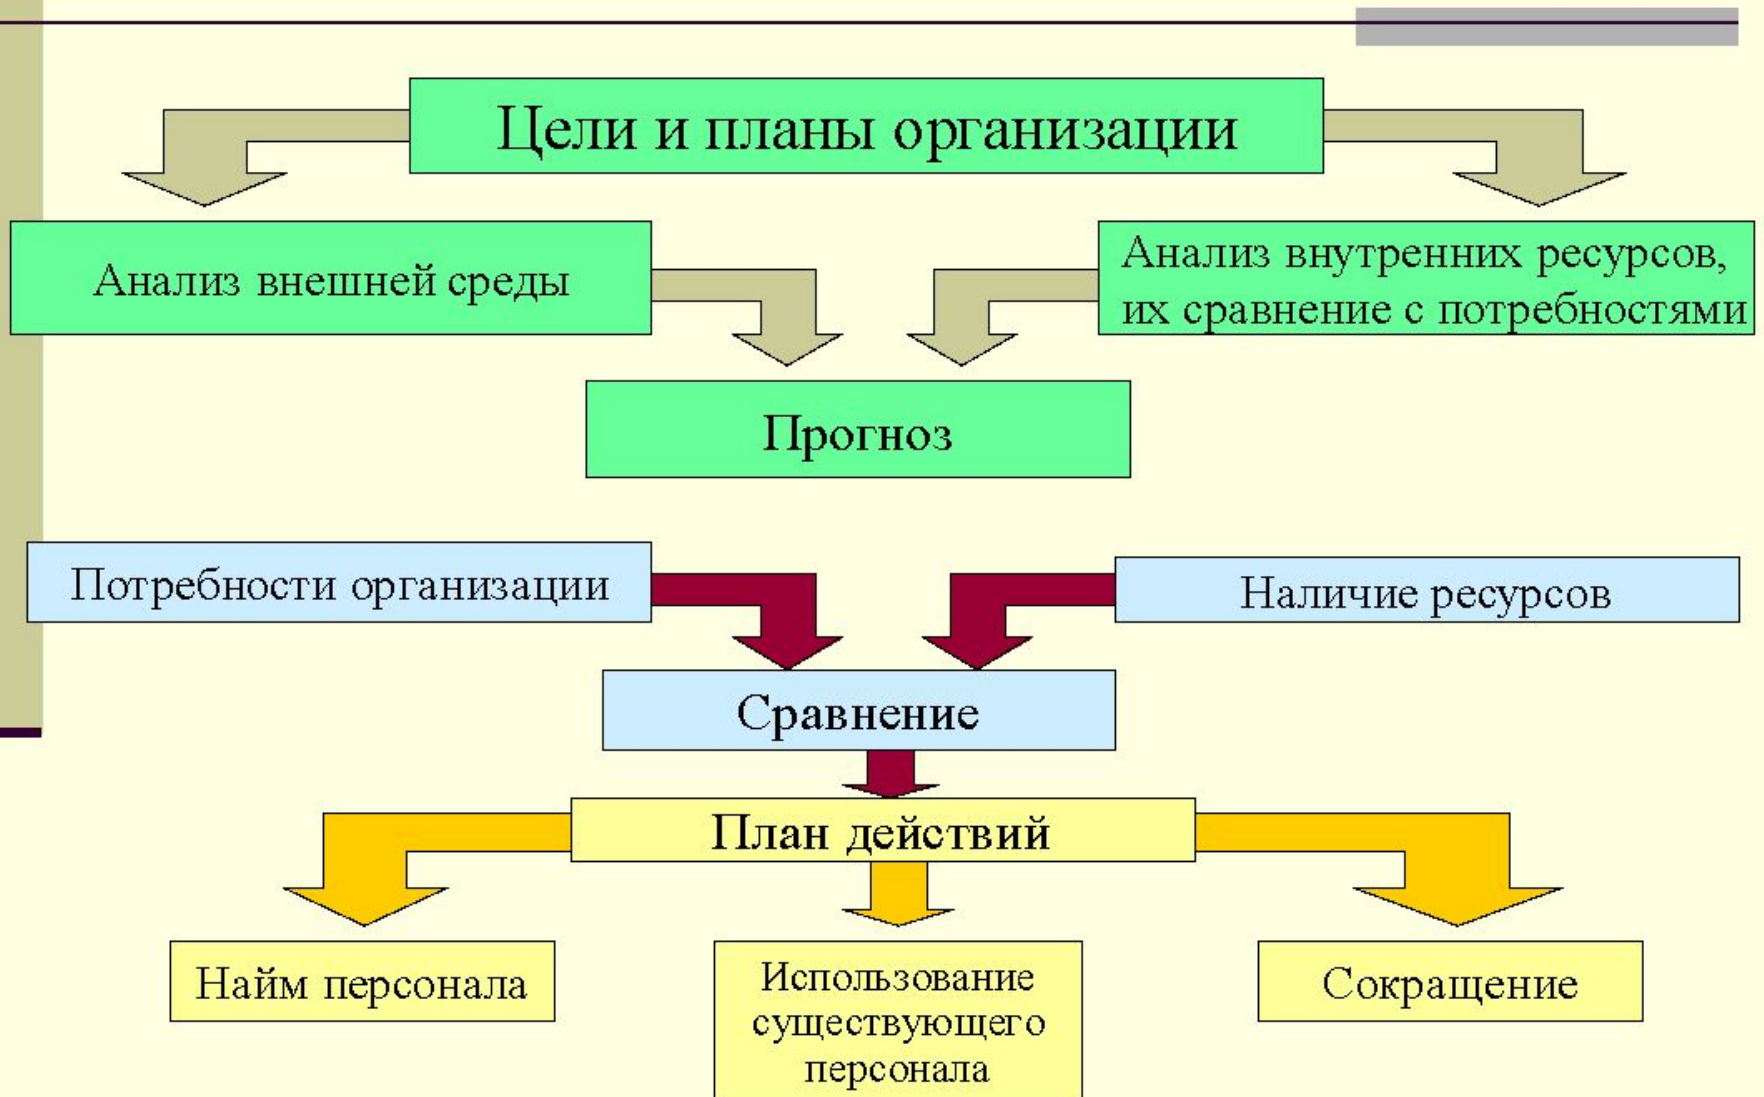 Цели и планы организации
Анализ внешней среды
Анализ внутренних ресурсов,
их сравнение с потребностями
Прогноз
Потребности организации
Наличие ресурсов
Сравнение
План действий
Найм персонала
Использование
существующего
персонала
Сокращение